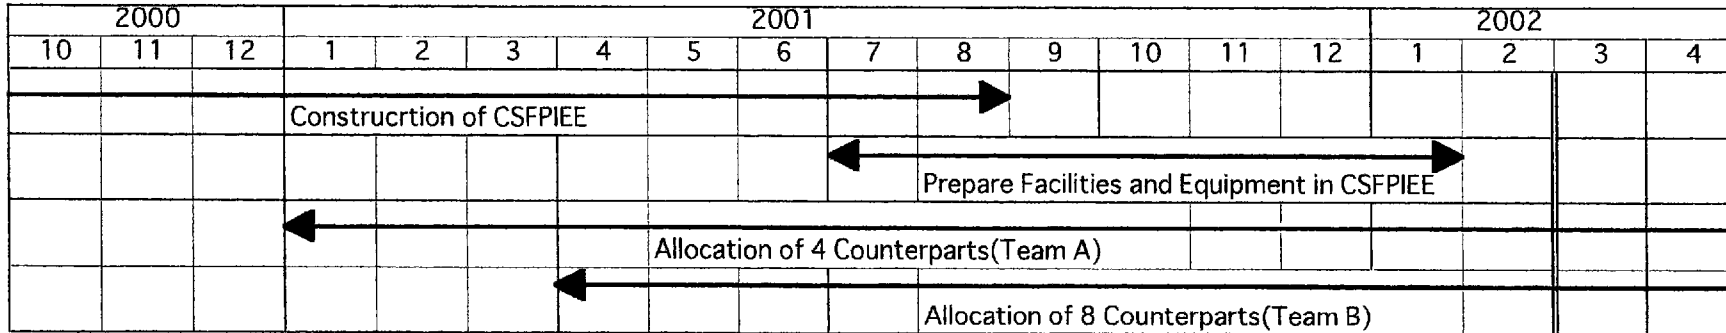 2000 2001 2002
10 11 12 1 2 3 4 5 6 7 8 9 10 11 12 1 2 3 4
Construcrtion of CSFPIEE
Prepare Facilities and Equipment in CSFPIEE
Allocation of 4 Counterparts(Team A)
Allocation of 8 Counterparts(Team B)